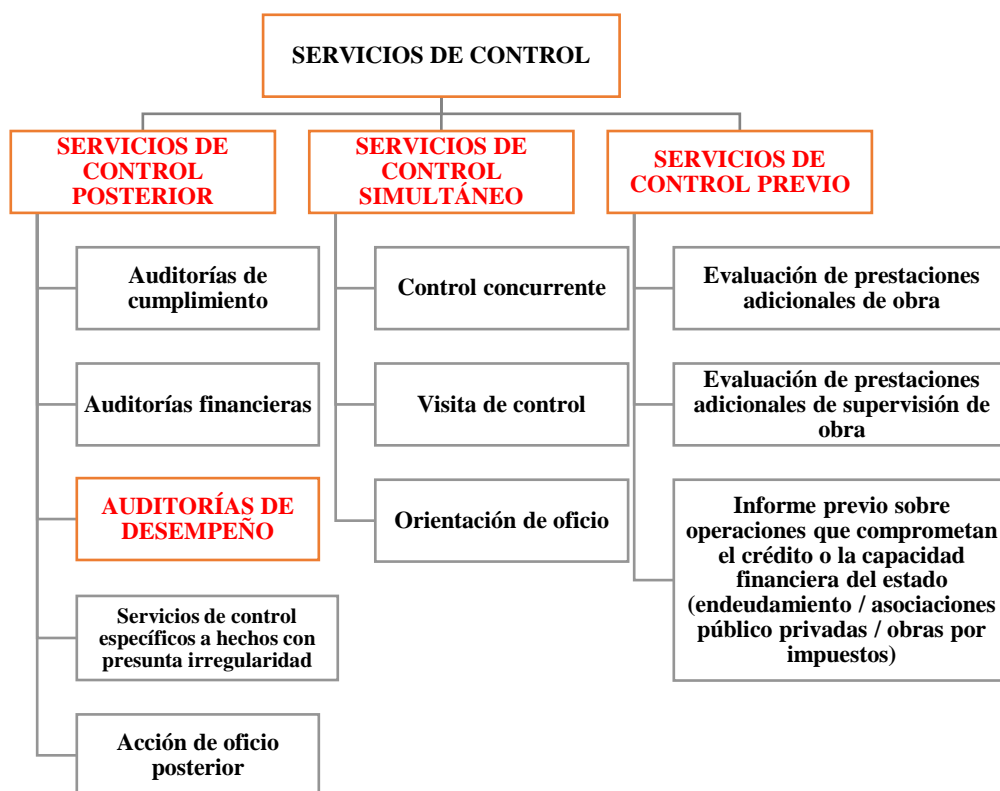 SERVICIOS DE CONTROL
SERVICIOS DE
CONTROL
POSTERIOR
Auditorías de
cumplimiento
Auditorías financieras
AUDITORÍAS DE
DESEMPEÑO
Servicios de control
específicos a hechos con
presunta irregularidad
Acción de oficio
posterior
SERVICIOS DE
CONTROL
SIMULTÁNEO
Control concurrente
Visita de control
Orientación de oficio
SERVICIOS DE
CONTROL PREVIO
Evaluación de prestaciones
adicionales de obra
Evaluación de prestaciones
adicionales de supervisión de
obra
Informe previo sobre
operaciones que comprometan
el crédito o la capacidad
financiera del estado
(endeudamiento / asociaciones
público privadas / obras por
impuestos)